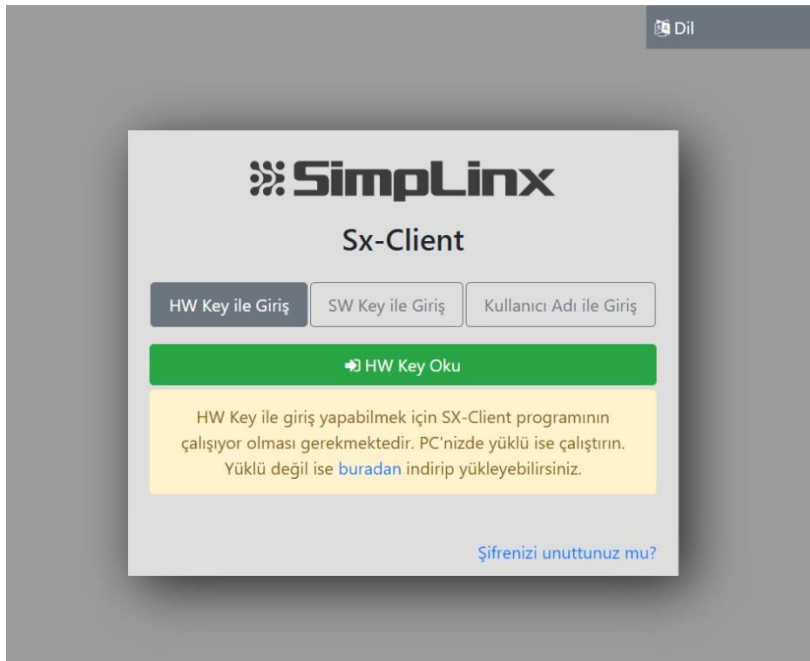 Dil
SimpLinx
Sx-Client
HW Key ile Giriş
SW Key ile Giriş
Kullanıcı Adı ile Giriş
HW Key Oku
HW Key ile giriş yapabilmek için SX-Client programının
çalışıyor olması gerekmektedir. PC'nizde yüklü ise çalıştırın.
Yüklü değil ise buradan indirip yükleyebilirsiniz.
Şifrenizi unuttunuz mu?